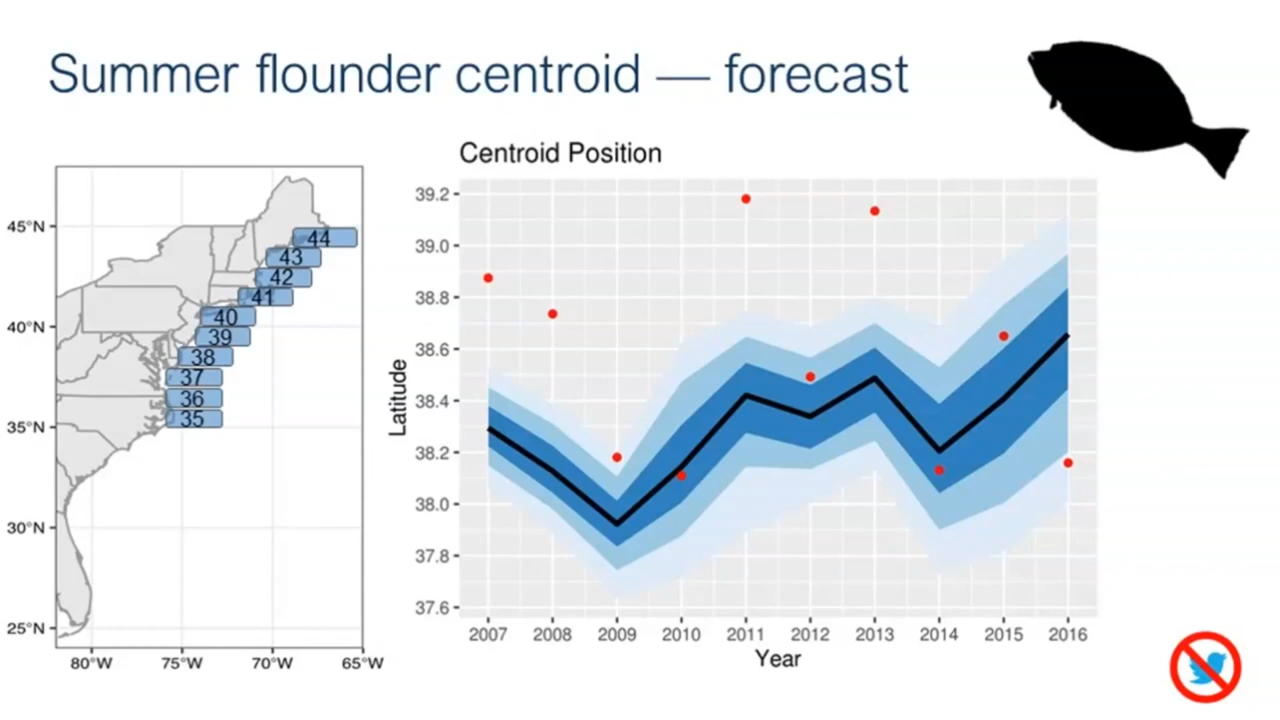 Summer flounder centroid — forecast
Centroid Position
45°N
40°N
35°N
30°N
25°N
80°W
75°W
70°W
65°W
44
43
42
41
40
39
38
37
36
35
Latitude
39.2
39.0
38.8
38.6
38.4
38.2
38.0
37.8
37.6
2007
2008
2009
2010
2011
2012
2013
2014
2015
2016
Year